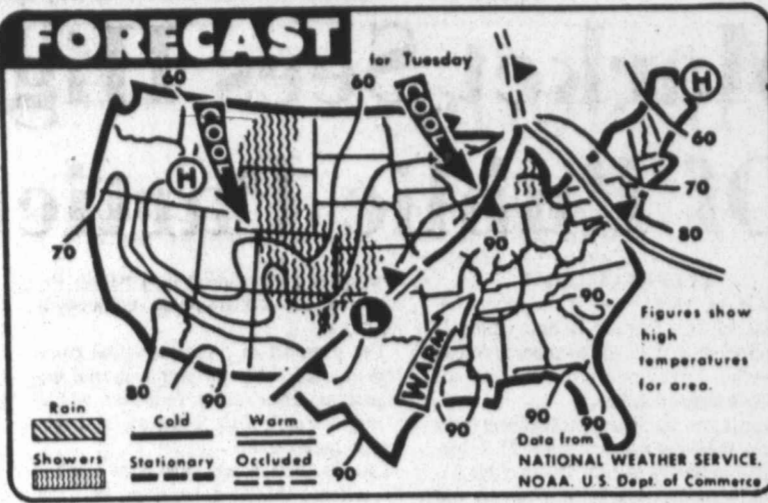 FORECAST
for Tuesday
60
60
COOL
COOL
H
H
60
70
80
70
90
90
L
WARM
Figures show
high
temperatures
for area.
80
90
90
90
90
90
Rain
Cold
Warm
Showers
Stationary
Occluded
Data from
NATIONAL WEATHER SERVICE,
NOAA, U.S. Dept. of Commerce